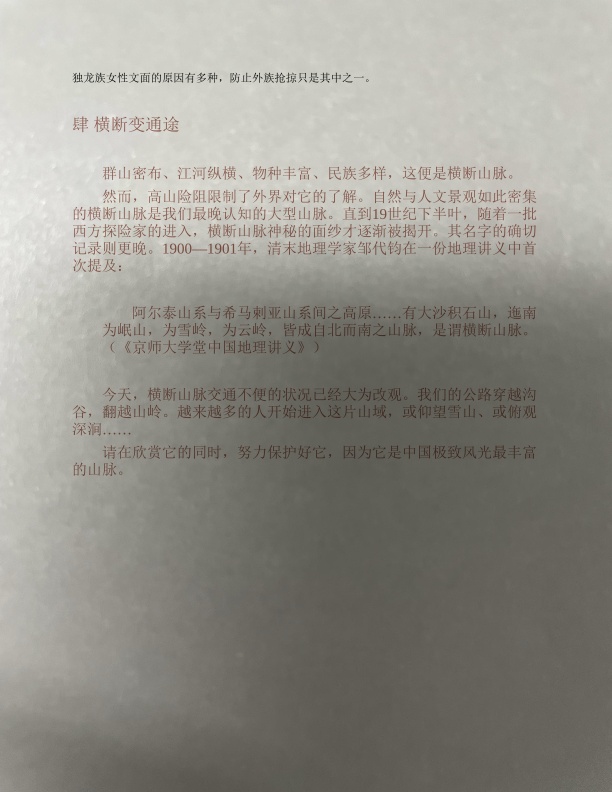 独龙族女性文面的原因有多种，防止外族抢掠只是其中之一。
肆 横断变通途
群山密布、江河纵横、物种丰富、民族多样，这便是横断山脉。
然而，高山险阻限制了外界对它的了解。自然与人文景观如此密集
的横断山脉是我们最晚认知的大型山脉。直到19世纪下半叶，随着一批
西方探险家的进入，横断山脉神秘的面纱才逐渐被揭开。其名字的确切
记录则更晚。1900—1901年，清末地理学家邹代钧在一份地理讲义中首
次提及：
阿尔泰山系与希马剌亚山系间之高原……有大沙积石山，迤南
为岷山，为雪岭，为云岭，皆成自北而南之山脉，是谓横断山脉。
（《京师大学堂中国地理讲义》）
今天，横断山脉交通不便的状况已经大为改观。我们的公路穿越沟
谷，翻越山岭。越来越多的人开始进入这片山域，或仰望雪山、或俯观
深涧……
请在欣赏它的同时，努力保护好它，因为它是中国极致风光最丰富
的山脉。